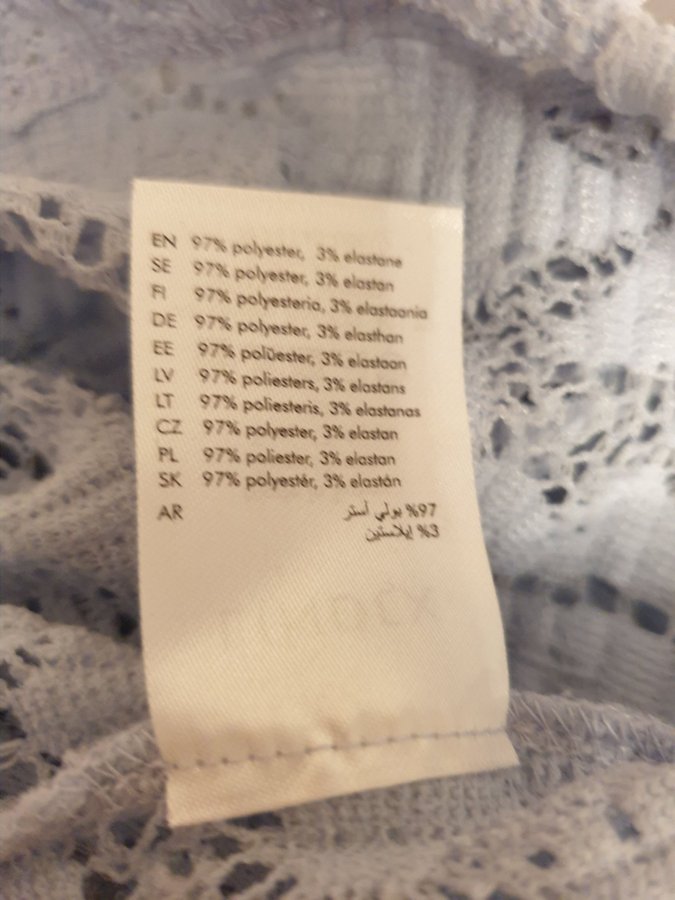 EN 97% polyester, 3% elastane
SE 97% polyester, 3% elastan
FI 97% polyesteria, 3% elastaania
DE 97% polyester, 3% elasthan
EE 97% polüester, 3% elastaan
LV 97% poliesters, 3% elastans
LT 97% poliesteris, 3% elastanas
CZ 97% polyester, 3% elastan
PL 97% poliester, 3% elastan
SK 97% polyestér, 3% elastán
AR 97% بولي أستر
3% إيلاستين